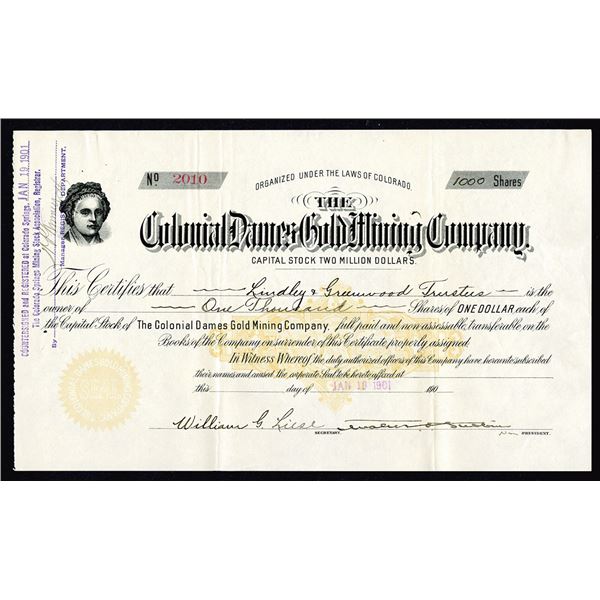 COUNTERSIGNED and REGISTERED at Colorado Springs, JAN 19 1901
The Colorado Springs Mining Stock Association, Registrar.
By Manager REGISTRY DEPARTMENT.
No 2010
ORGANIZED UNDER THE LAWS OF COLORADO.
1000 Shares
THE
Colonial Dames Gold Mining Company.
CAPITAL STOCK TWO MILLION DOLLARS.
This Certifies that Lindley & Greenwood Trustees is the
owner of One Thousand Shares of ONE DOLLAR each of
the Capital Stock of The Colonial Dames Gold Mining Company, full paid and non assessable, transferable on the
Books of the Company on surrender of this Certificate properly assigned.
In Witness Whereof the duly authorized officers of this Company have hereunto subscribed
their names and caused the corporate Seal to be hereto affixed at
this day of JAN 18 1901 190
William G. Liese
SECRETARY.
PRESIDENT.